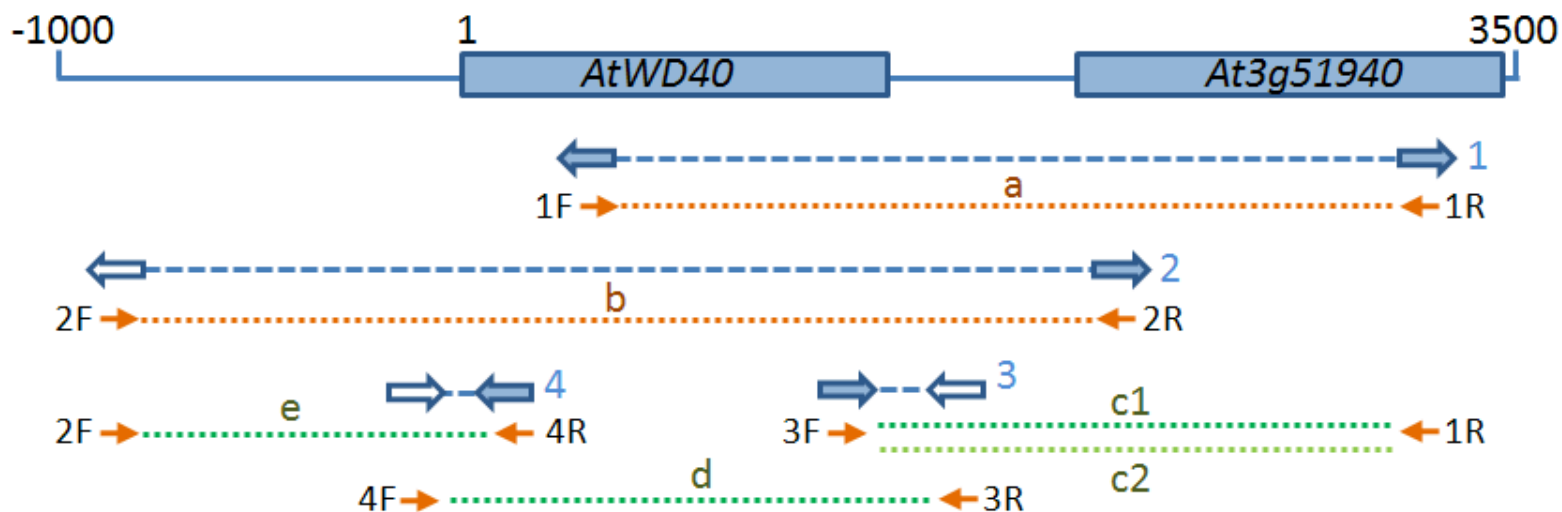 -1000 1 3500
AtWD40 At3g51940
1
a
1F 1R
2
b
2F 2R
4 3
e c1
2F 4R 3F 1R
d c2
4F 3R